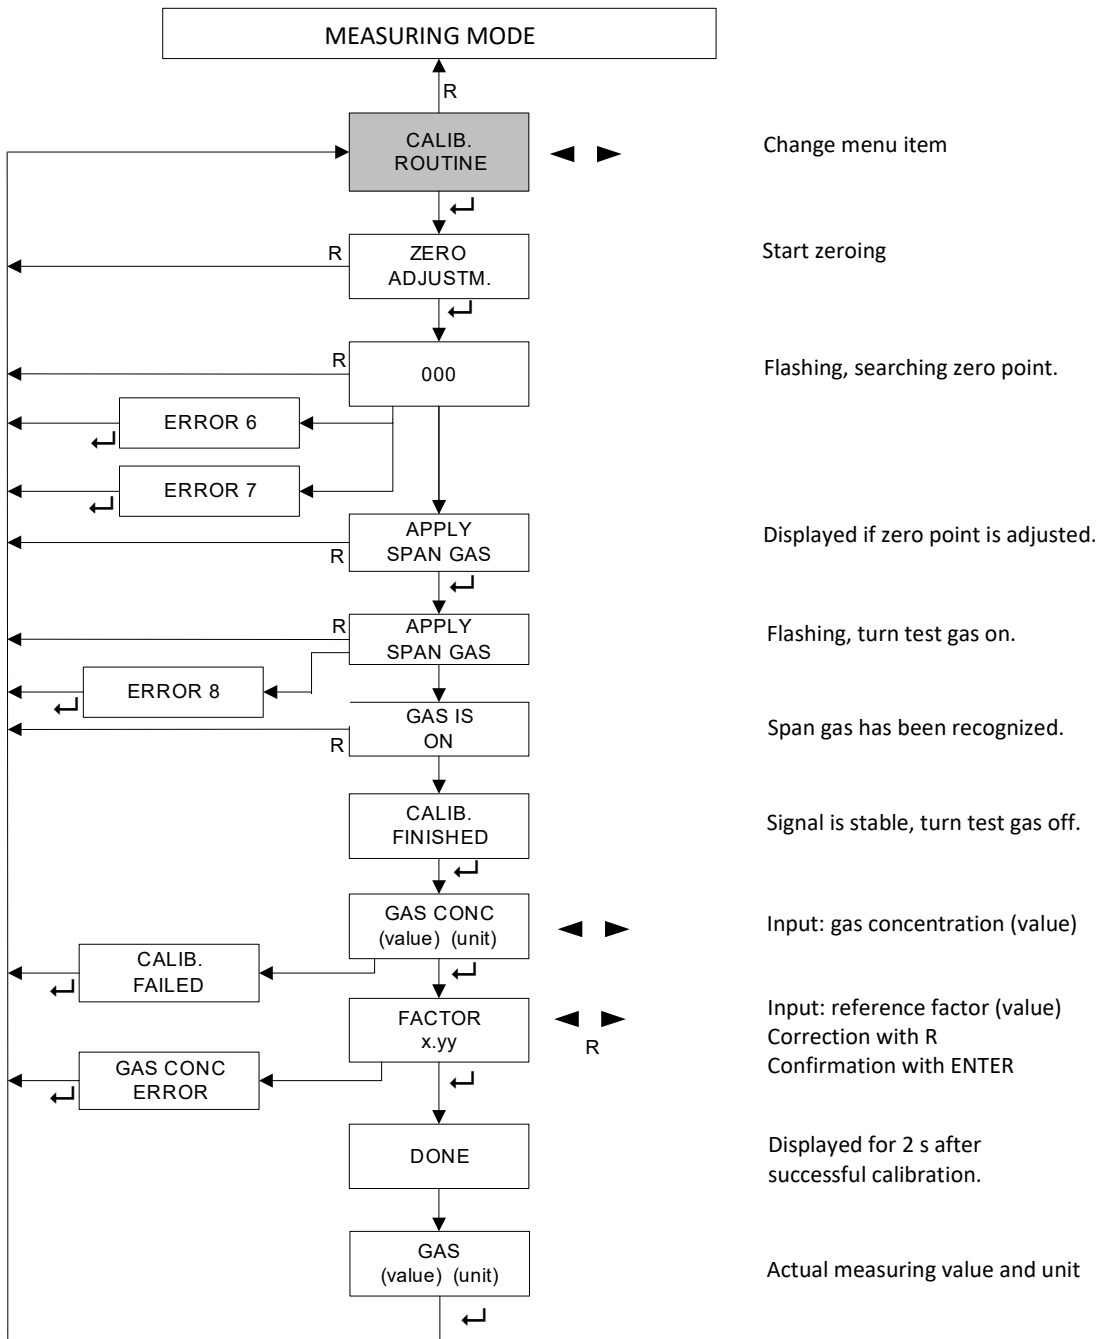 MEASURING MODE
R
CALIB.
ROUTINE
Change menu item
R
ZERO
ADJUSTM.
Start zeroing
R
000
Flashing, searching zero point.
ERROR 6
ERROR 7
APPLY
SPAN GAS
R
Displayed if zero point is adjusted.
R
APPLY
SPAN GAS
Flashing, turn test gas on.
ERROR 8
GAS IS
ON
R
Span gas has been recognized.
CALIB.
FINISHED
Signal is stable, turn test gas off.
GAS CONC
(value) (unit)
Input: gas concentration (value)
CALIB.
FAILED
FACTOR
x.yy
R
Input: reference factor (value)
Correction with R
Confirmation with ENTER
GAS CONC
ERROR
DONE
Displayed for 2 s after
successful calibration.
GAS
(value) (unit)
Actual measuring value and unit